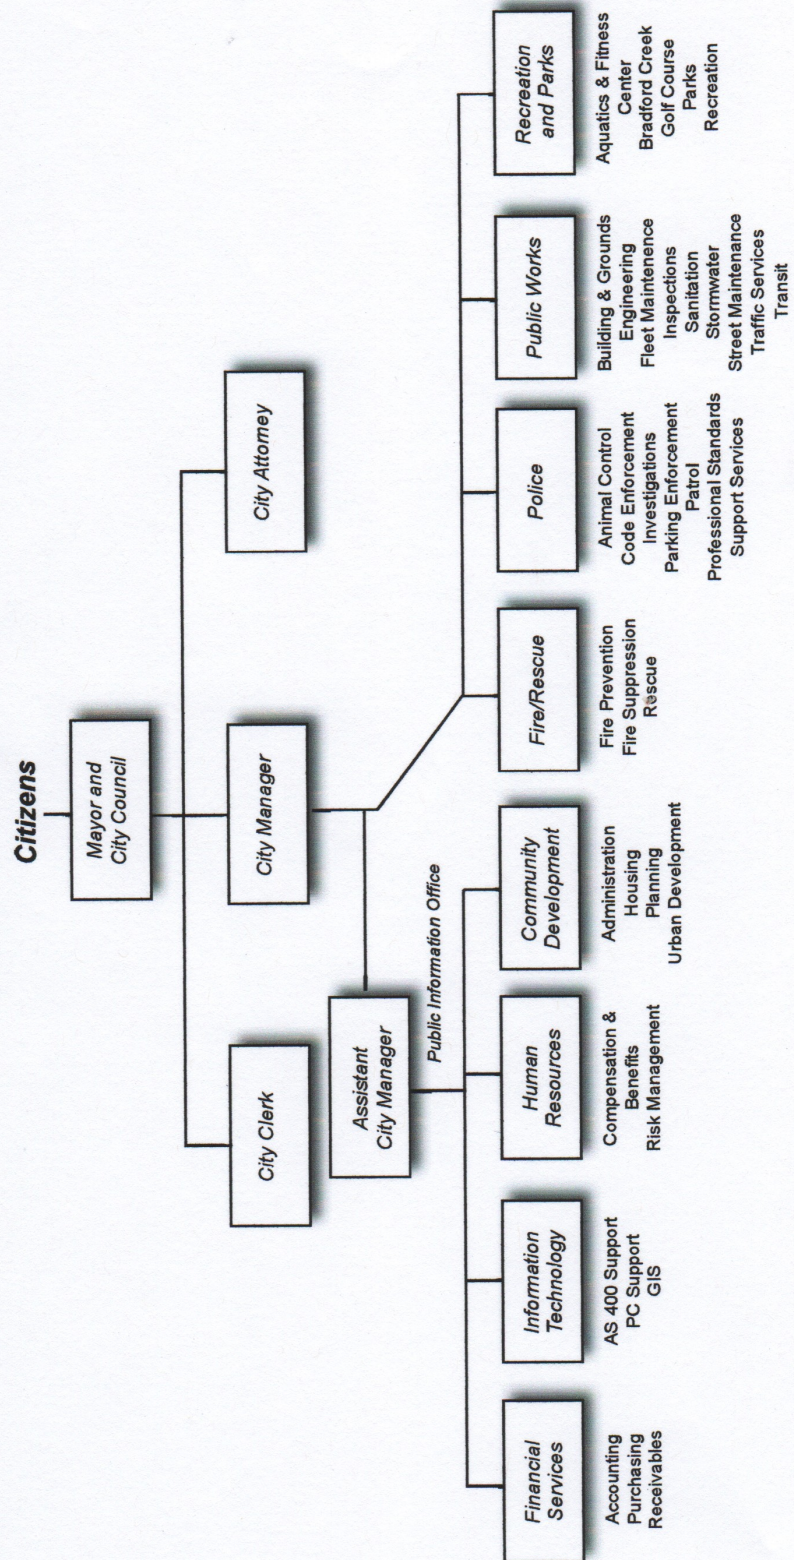 Citizens
Mayor and
City Council
City Clerk
City Manager
City Attorney
Assistant
City Manager
Public Information Office
Financial
Services
Accounting
Purchasing
Receivables
Information
Technology
AS 400 Support
PC Support
GIS
Human
Resources
Compensation &
Benefits
Risk Management
Community
Development
Administration
Housing
Planning
Urban Development
Fire/Rescue
Fire Prevention
Fire Suppression
Rescue
Police
Animal Control
Code Enforcement
Investigations
Parking Enforcement
Patrol
Professional Standards
Support Services
Public Works
Building & Grounds
Engineering
Fleet Maintenence
Inspections
Sanitation
Stormwater
Street Maintenance
Traffic Services
Transit
Recreation
and Parks
Aquatics & Fitness
Center
Bradford Creek
Golf Course
Parks
Recreation